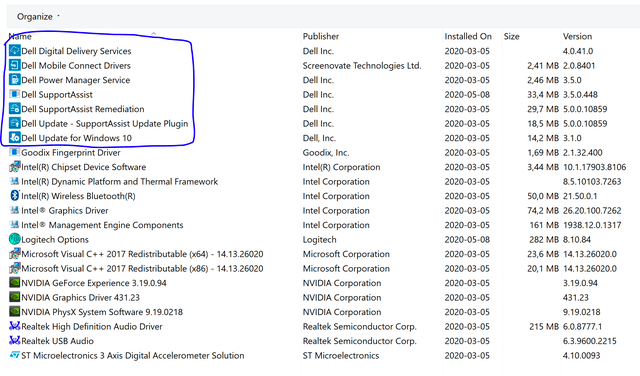 Organize
Name Publisher Installed On Size Version
Dell Digital Delivery Services Dell Inc. 2020-03-05 4.0.41.0
Dell Mobile Connect Drivers Screenovate Technologies Ltd. 2020-03-05 2,41 MB 2.0.8401
Dell Power Manager Service Dell Inc. 2020-03-05 2,46 MB 3.5.0
Dell SupportAssist Dell Inc. 2020-05-08 33,4 MB 3.5.0.448
Dell SupportAssist Remediation Dell Inc. 2020-03-05 29,7 MB 5.0.0.10859
Dell Update - SupportAssist Update Plugin Dell Inc. 2020-03-05 18,5 MB 5.0.0.10859
Dell Update for Windows 10 Dell, Inc. 2020-03-05 14,2 MB 3.1.0
Goodix Fingerprint Driver Goodix, Inc. 2020-03-05 1,69 MB 2.1.32.400
Intel(R) Chipset Device Software Intel(R) Corporation 2020-03-05 3,44 MB 10.1.17903.8106
Intel(R) Dynamic Platform and Thermal Framework Intel Corporation 2020-03-05 8.5.10103.7263
Intel(R) Wireless Bluetooth(R) Intel Corporation 2020-03-05 50,0 MB 21.50.0.1
Intel® Graphics Driver Intel Corporation 2020-03-05 74,2 MB 26.20.100.7262
Intel® Management Engine Components Intel Corporation 2020-03-05 161 MB 1938.12.0.1317
Logitech Options Logitech 2020-05-08 282 MB 8.10.84
Microsoft Visual C++ 2017 Redistributable (x64) - 14.13.26020 Microsoft Corporation 2020-03-05 23,6 MB 14.13.26020.0
Microsoft Visual C++ 2017 Redistributable (x86) - 14.13.26020 Microsoft Corporation 2020-03-05 20,1 MB 14.13.26020.0
NVIDIA GeForce Experience 3.19.0.94 NVIDIA Corporation 2020-03-05 3.19.0.94
NVIDIA Graphics Driver 431.23 NVIDIA Corporation 2020-03-05 431.23
NVIDIA PhysX System Software 9.19.0218 NVIDIA Corporation 2020-03-05 9.19.0218
Realtek High Definition Audio Driver Realtek Semiconductor Corp. 2020-03-05 215 MB 6.0.8777.1
Realtek USB Audio Realtek Semiconductor Corp. 2020-03-05 6.3.9600.2215
ST Microelectronics 3 Axis Digital Accelerometer Solution ST Microelectronics 2020-03-05 4.10.0093